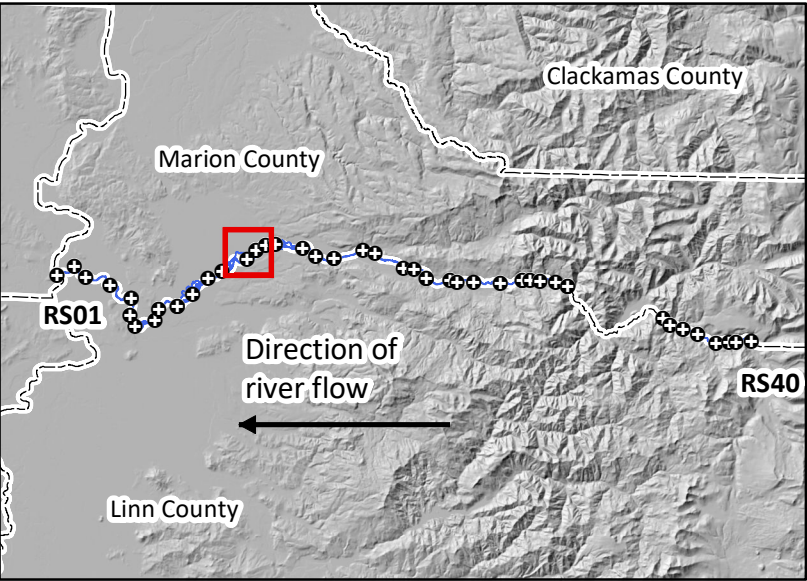 Clackamas County
Marion County
RS01
Direction of
river flow
RS40
Linn County